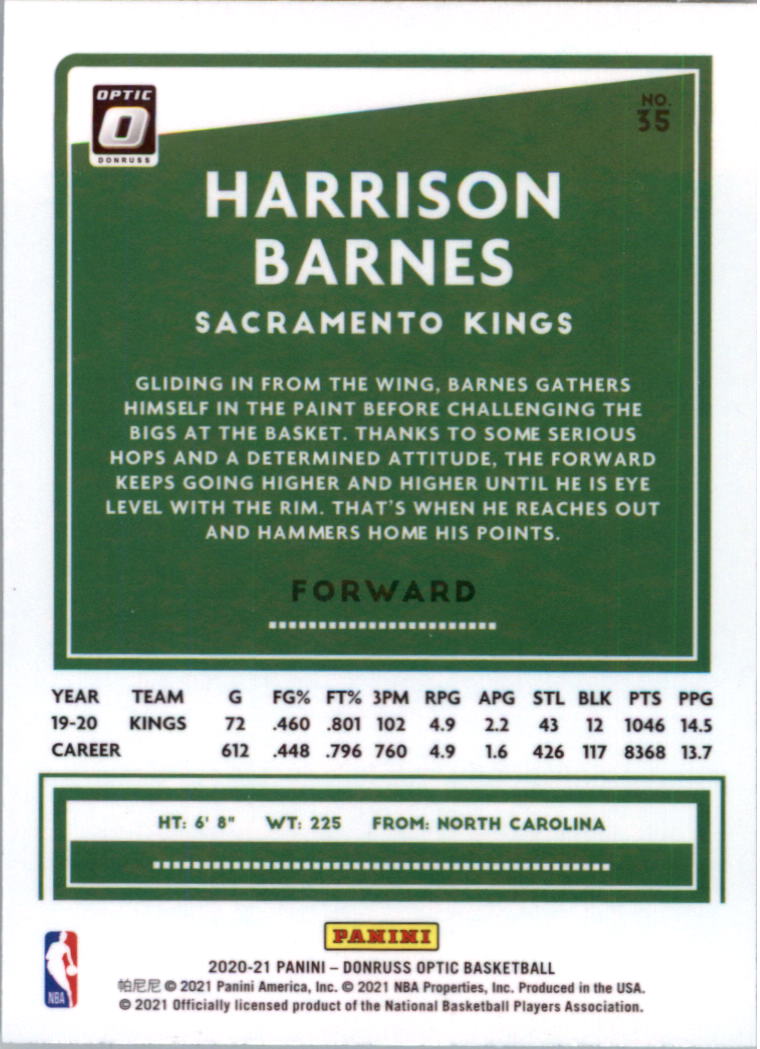 OPTIC
O
DONRUSS
NO.
35
HARRISON
BARNES
SACRAMENTO KINGS
GLIDING IN FROM THE WING, BARNES GATHERS
HIMSELF IN THE PAINT BEFORE CHALLENGING THE
BIGS AT THE BASKET. THANKS TO SOME SERIOUS
HOPS AND A DETERMINED ATTITUDE, THE FORWARD
KEEPS GOING HIGHER AND HIGHER UNTIL HE IS EYE
LEVEL WITH THE RIM. THAT'S WHEN HE REACHES OUT
AND HAMMERS HOME HIS POINTS.
FORWARD
YEAR TEAM G FG% FT% 3PM RPG APG STL BLK PTS PPG
19-20 KINGS 72 .460 .801 102 4.9 2.2 43 12 1046 14.5
CAREER 612 .448 .796 760 4.9 1.6 426 117 8368 13.7
HT: 6' 8" WT: 225 FROM: NORTH CAROLINA
PANINI
2020-21 PANINI – DONRUSS OPTIC BASKETBALL
帕尼尼 © 2021 Panini America, Inc. © 2021 NBA Properties, Inc. Produced in the USA.
© 2021 Officially licensed product of the National Basketball Players Association.
NBA